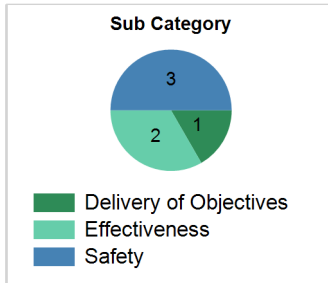 Sub Category
3
2
1
Delivery of Objectives
Effectiveness
Safety